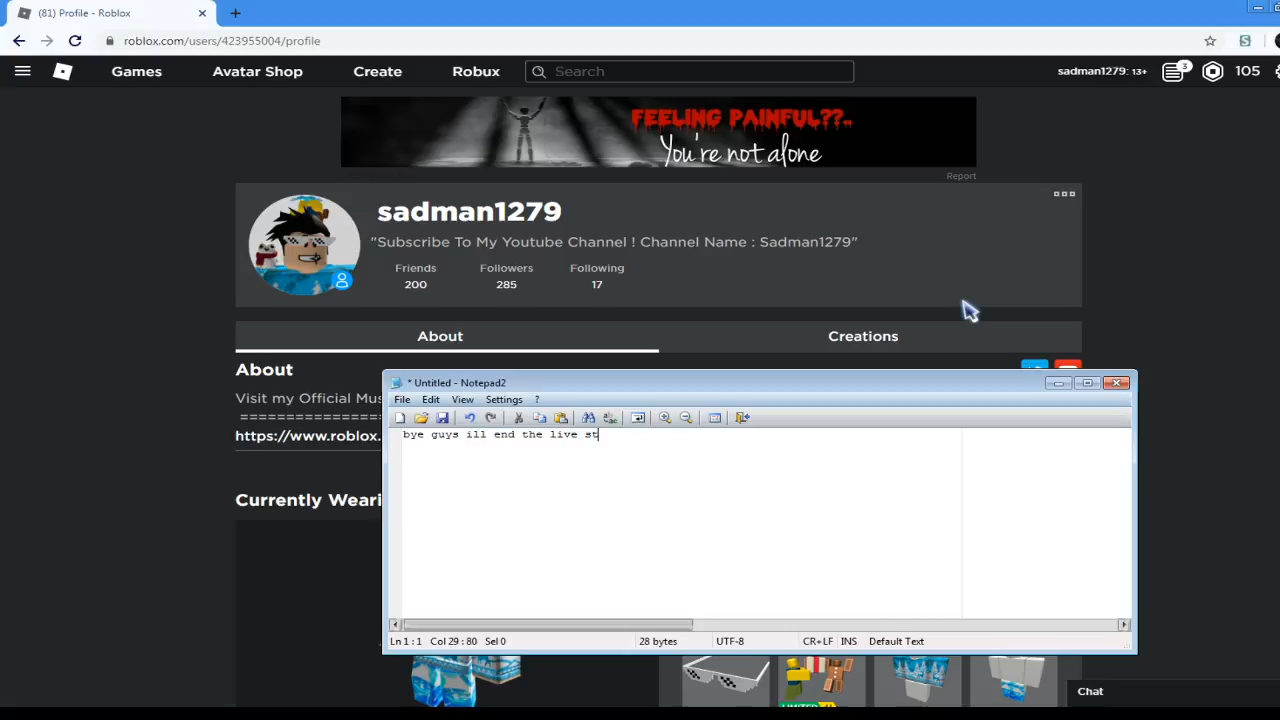 (81) Profile - Roblox
roblox.com/users/423955004/profile
Games Avatar Shop Create Robux Search sadman1279: 13+ 3 105
FEELING PAINFUL??..
You're not alone
Report
sadman1279
"Subscribe To My Youtube Channel ! Channel Name : Sadman1279"
Friends Followers Following
200 285 17
About Creations
About
Visit my Official Mus
=================
https://www.roblox.
Currently Weari
* Untitled - Notepad2
File Edit View Settings ?
bye guys ill end the live st
Ln 1 : 1 Col 29 : 80 Sel 0 28 bytes UTF-8 CR+LF INS Default Text
LIMITED U
Chat